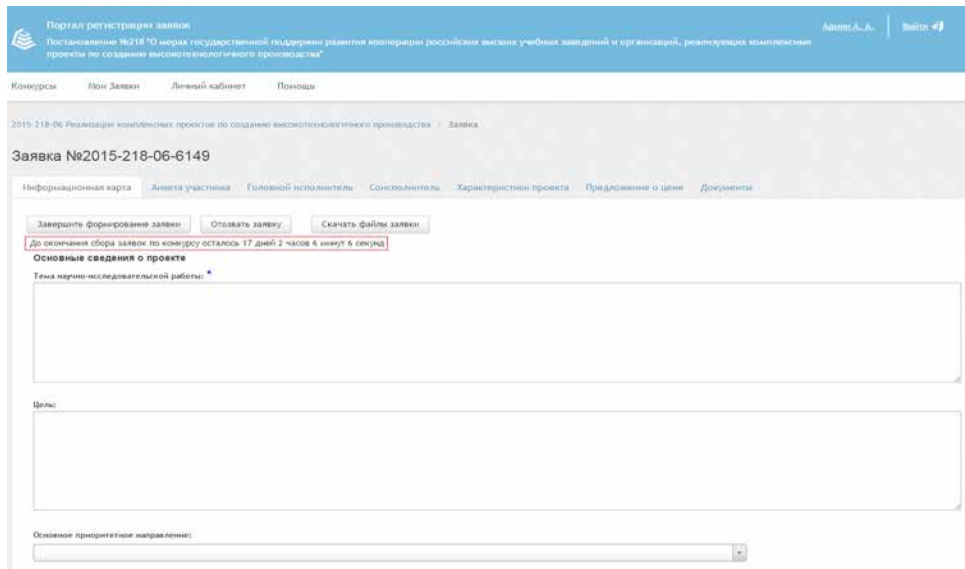 Портал регистрации заявок
Админ А. А.
Выйти
Постановление №218 "О мерах государственной поддержки развития кооперации российских высших учебных заведений и организаций, реализующих комплексные
проекты по созданию высокотехнологичного производства"
Конкурсы Мои Заявки Личный кабинет Помощь
2015-218-06 Реализация комплексных проектов по созданию высокотехнологичного производства / Заявка
Заявка №2015-218-06-6149
Информационная карта Анкета участника Головной исполнитель Соисполнитель Характеристики проекта Предложение о цене Документы
Завершить формирование заявки Отозвать заявку Скачать файлы заявки
До окончания сбора заявок по конкурсу осталось 17 дней 2 часов 6 минут 6 секунд
Основные сведения о проекте
Тема научно-исследовательской работы: *
Цель:
Основное приоритетное направление: